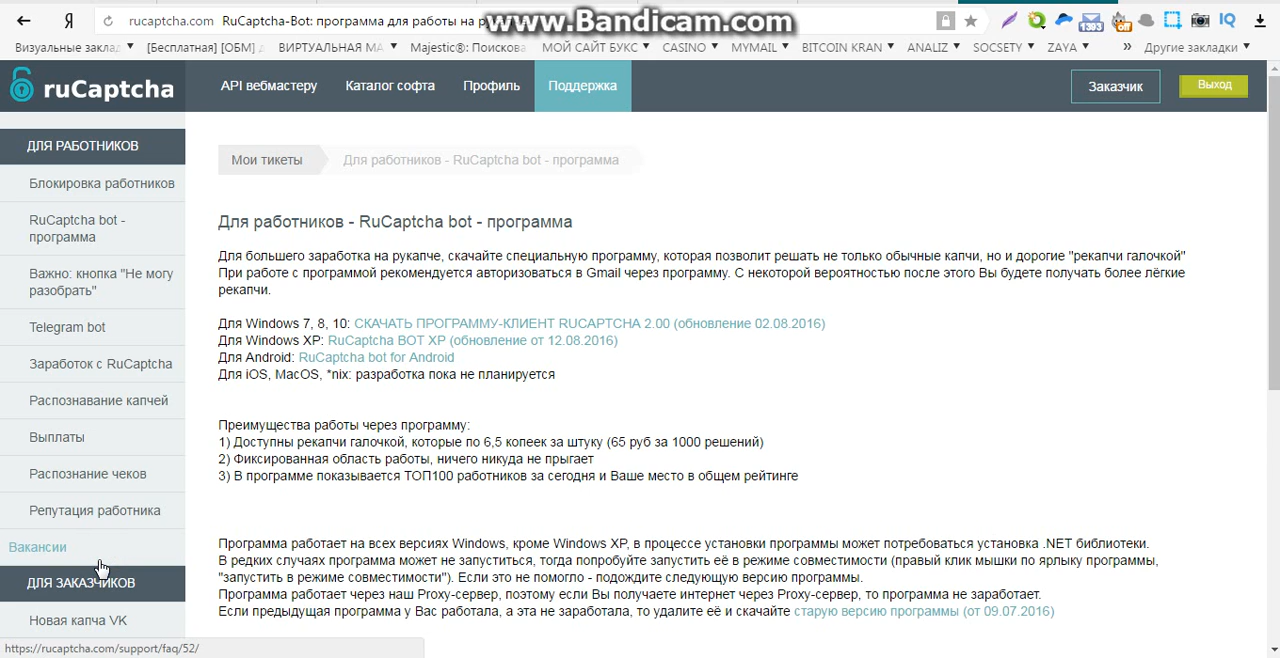 Я
rucaptcha.com RuCaptcha-Bot: программа для работы на
www.Bandicam.com
1393
off
IQ
Визуальные заклад
[Бесплатная] [ОБМ]
ВИРТУАЛЬНАЯ МА
Majestic®: Поискова
МОЙ САЙТ БУКС
CASINO
MYMAIL
BITCOIN KRAN
ANALIZ
SOCSETY
ZAYA
»
Другие закладки
ruCaptcha
API вебмастеру
Каталог софта
Профиль
Поддержка
Заказчик
Выход
ДЛЯ РАБОТНИКОВ
Блокировка работников
RuCaptcha bot -
программа
Важно: кнопка "Не могу
разобрать"
Telegram bot
Заработок с RuCaptcha
Распознавание капчей
Выплаты
Распознание чеков
Репутация работника
Вакансии
ДЛЯ ЗАКАЗЧИКОВ
Новая капча VK
https://rucaptcha.com/support/faq/52/
Мои тикеты
Для работников - RuCaptcha bot - программа
Для работников - RuCaptcha bot - программа
Для большего заработка на рукапче, скачайте специальную программу, которая позволит решать не только обычные капчи, но и дорогие "рекапчи галочкой"
При работе с программой рекомендуется авторизоваться в Gmail через программу. С некоторой вероятностью после этого Вы будете получать более лёгкие
рекапчи.
Для Windows 7, 8, 10: СКАЧАТЬ ПРОГРАММУ-КЛИЕНТ RUCAPTCHA 2.00 (обновление 02.08.2016)
Для Windows XP: RuCaptcha BOT XP (обновление от 12.08.2016)
Для Android: RuCaptcha bot for Android
Для iOS, MacOS, *nix: разработка пока не планируется
Преимущества работы через программу:
1) Доступны рекапчи галочкой, которые по 6,5 копеек за штуку (65 руб за 1000 решений)
2) Фиксированная область работы, ничего никуда не прыгает
3) В программе показывается ТОП100 работников за сегодня и Ваше место в общем рейтинге
Программа работает на всех версиях Windows, кроме Windows XP, в процессе установки программы может потребоваться установка .NET библиотеки.
В редких случаях программа может не запуститься, тогда попробуйте запустить её в режиме совместимости (правый клик мышки по ярлыку программы,
"запустить в режиме совместимости"). Если это не помогло - подождите следующую версию программы.
Программа работает через наш Proxy-сервер, поэтому если Вы получаете интернет через Proxy-сервер, то программа не заработает.
Если предыдущая программа у Вас работала, а эта не заработала, то удалите её и скачайте старую версию программы (от 09.07.2016)